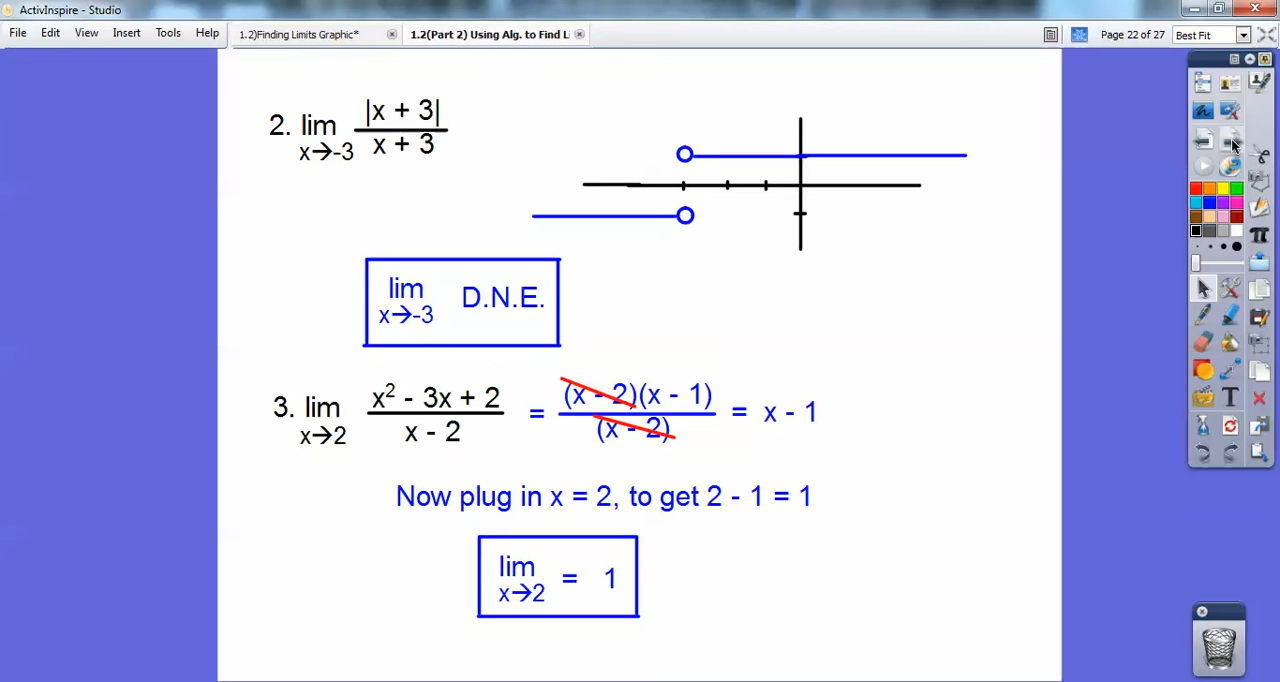 ActivInspire - Studio
File Edit View Insert Tools Help
1.2)Finding Limits Graphic*
1.2(Part 2) Using Alg. to Find Li
Page 22 of 27
Best Fit
2. lim x→-3 |x + 3| / x + 3
lim x→-3 D.N.E.
3. lim x→2 x² - 3x + 2 / x - 2 = (x - 2)(x - 1) / (x - 2) = x - 1
Now plug in x = 2, to get 2 - 1 = 1
lim x→2 = 1